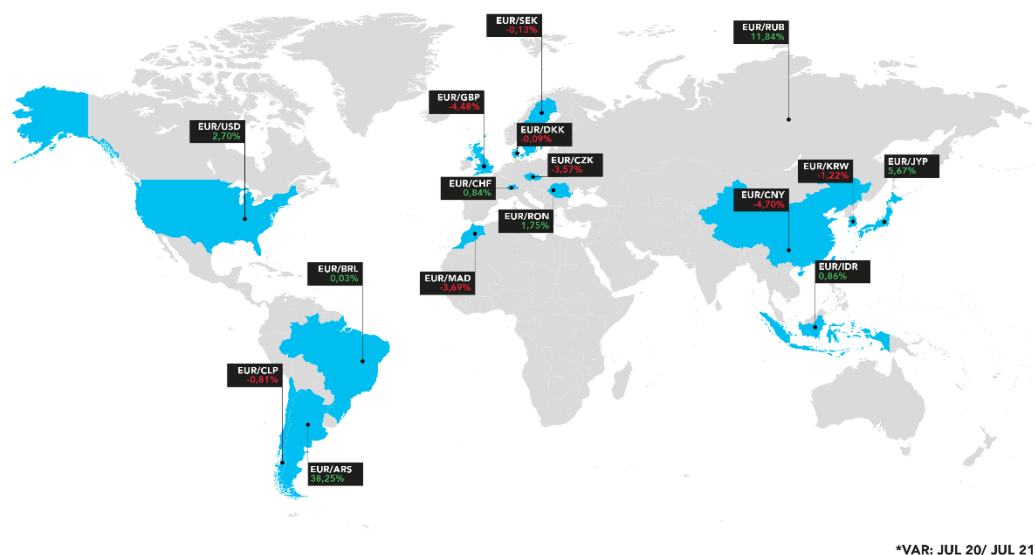 EUR/SEK
-0,13%
EUR/RUB
11,84%
EUR/GBP
-4,48%
EUR/USD
2,70%
EUR/DKK
-0,09%
EUR/ÇZK
-3,57%
EUR/KRW
-1,22%
EUR/JYP
5,67%
EUR/CHF
0,84%
EUR/CNY
-4,70%
EUR/RON
1,75%
EUR/BRL
0,03%
EUR/MAD
-3,69%
EUR/IDR
0,86%
EUR/CLP
-0,81%
EUR/ARS
38,25%
*VAR: JUL 20/ JUL 21